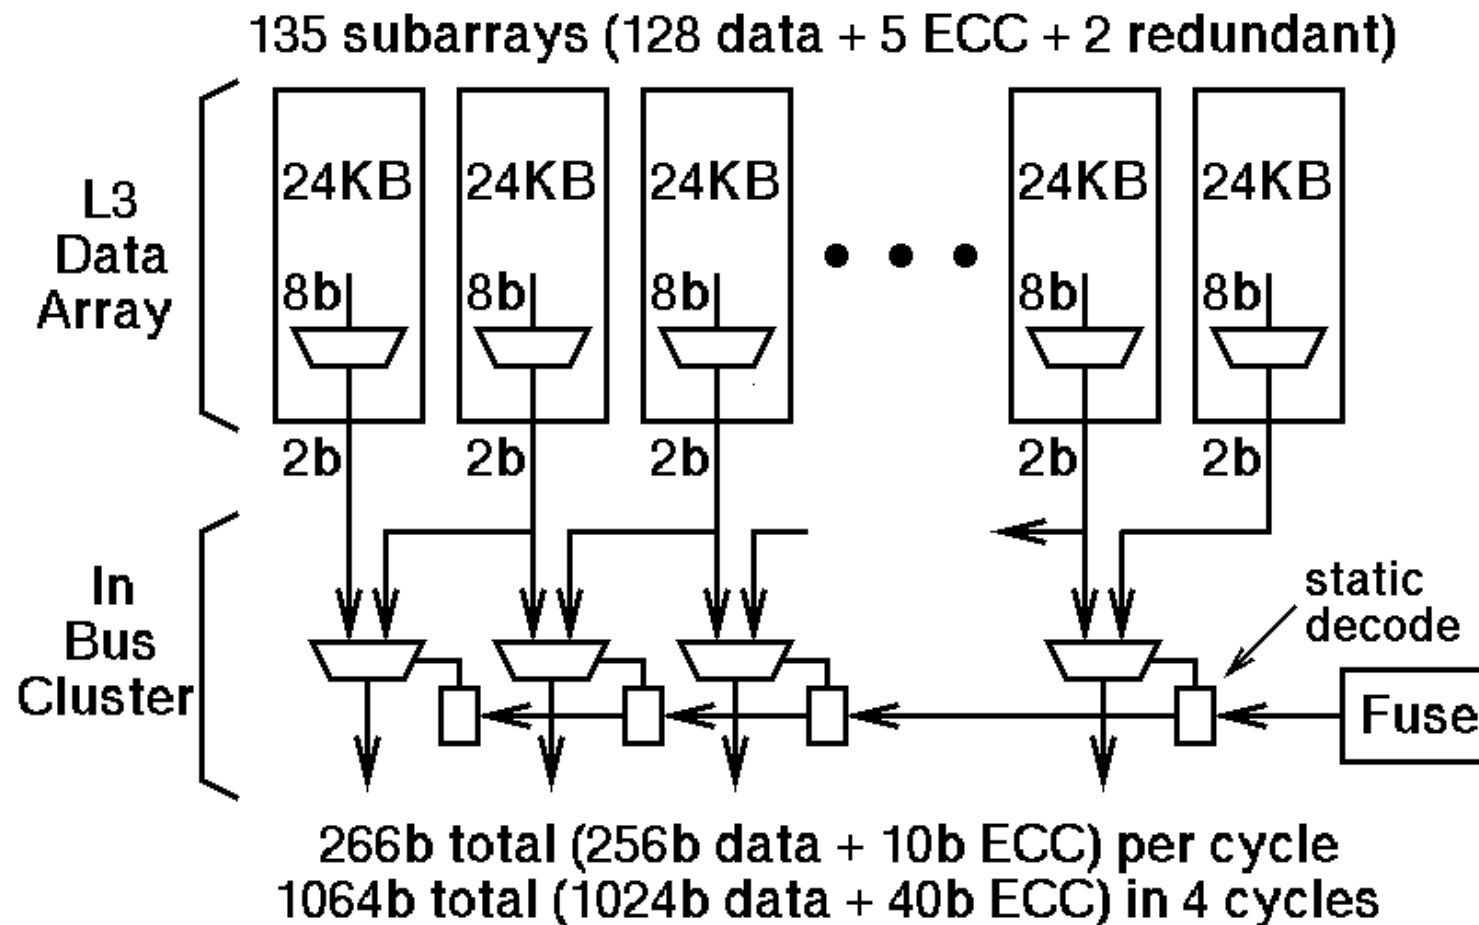 135 subarrays (128 data + 5 ECC + 2 redundant)
24KB 24KB 24KB 24KB 24KB
L3
Data
Array
8b 8b 8b 8b 8b
2b 2b 2b 2b 2b
In
Bus
Cluster
static
decode
Fuse
266b total (256b data + 10b ECC) per cycle
1064b total (1024b data + 40b ECC) in 4 cycles